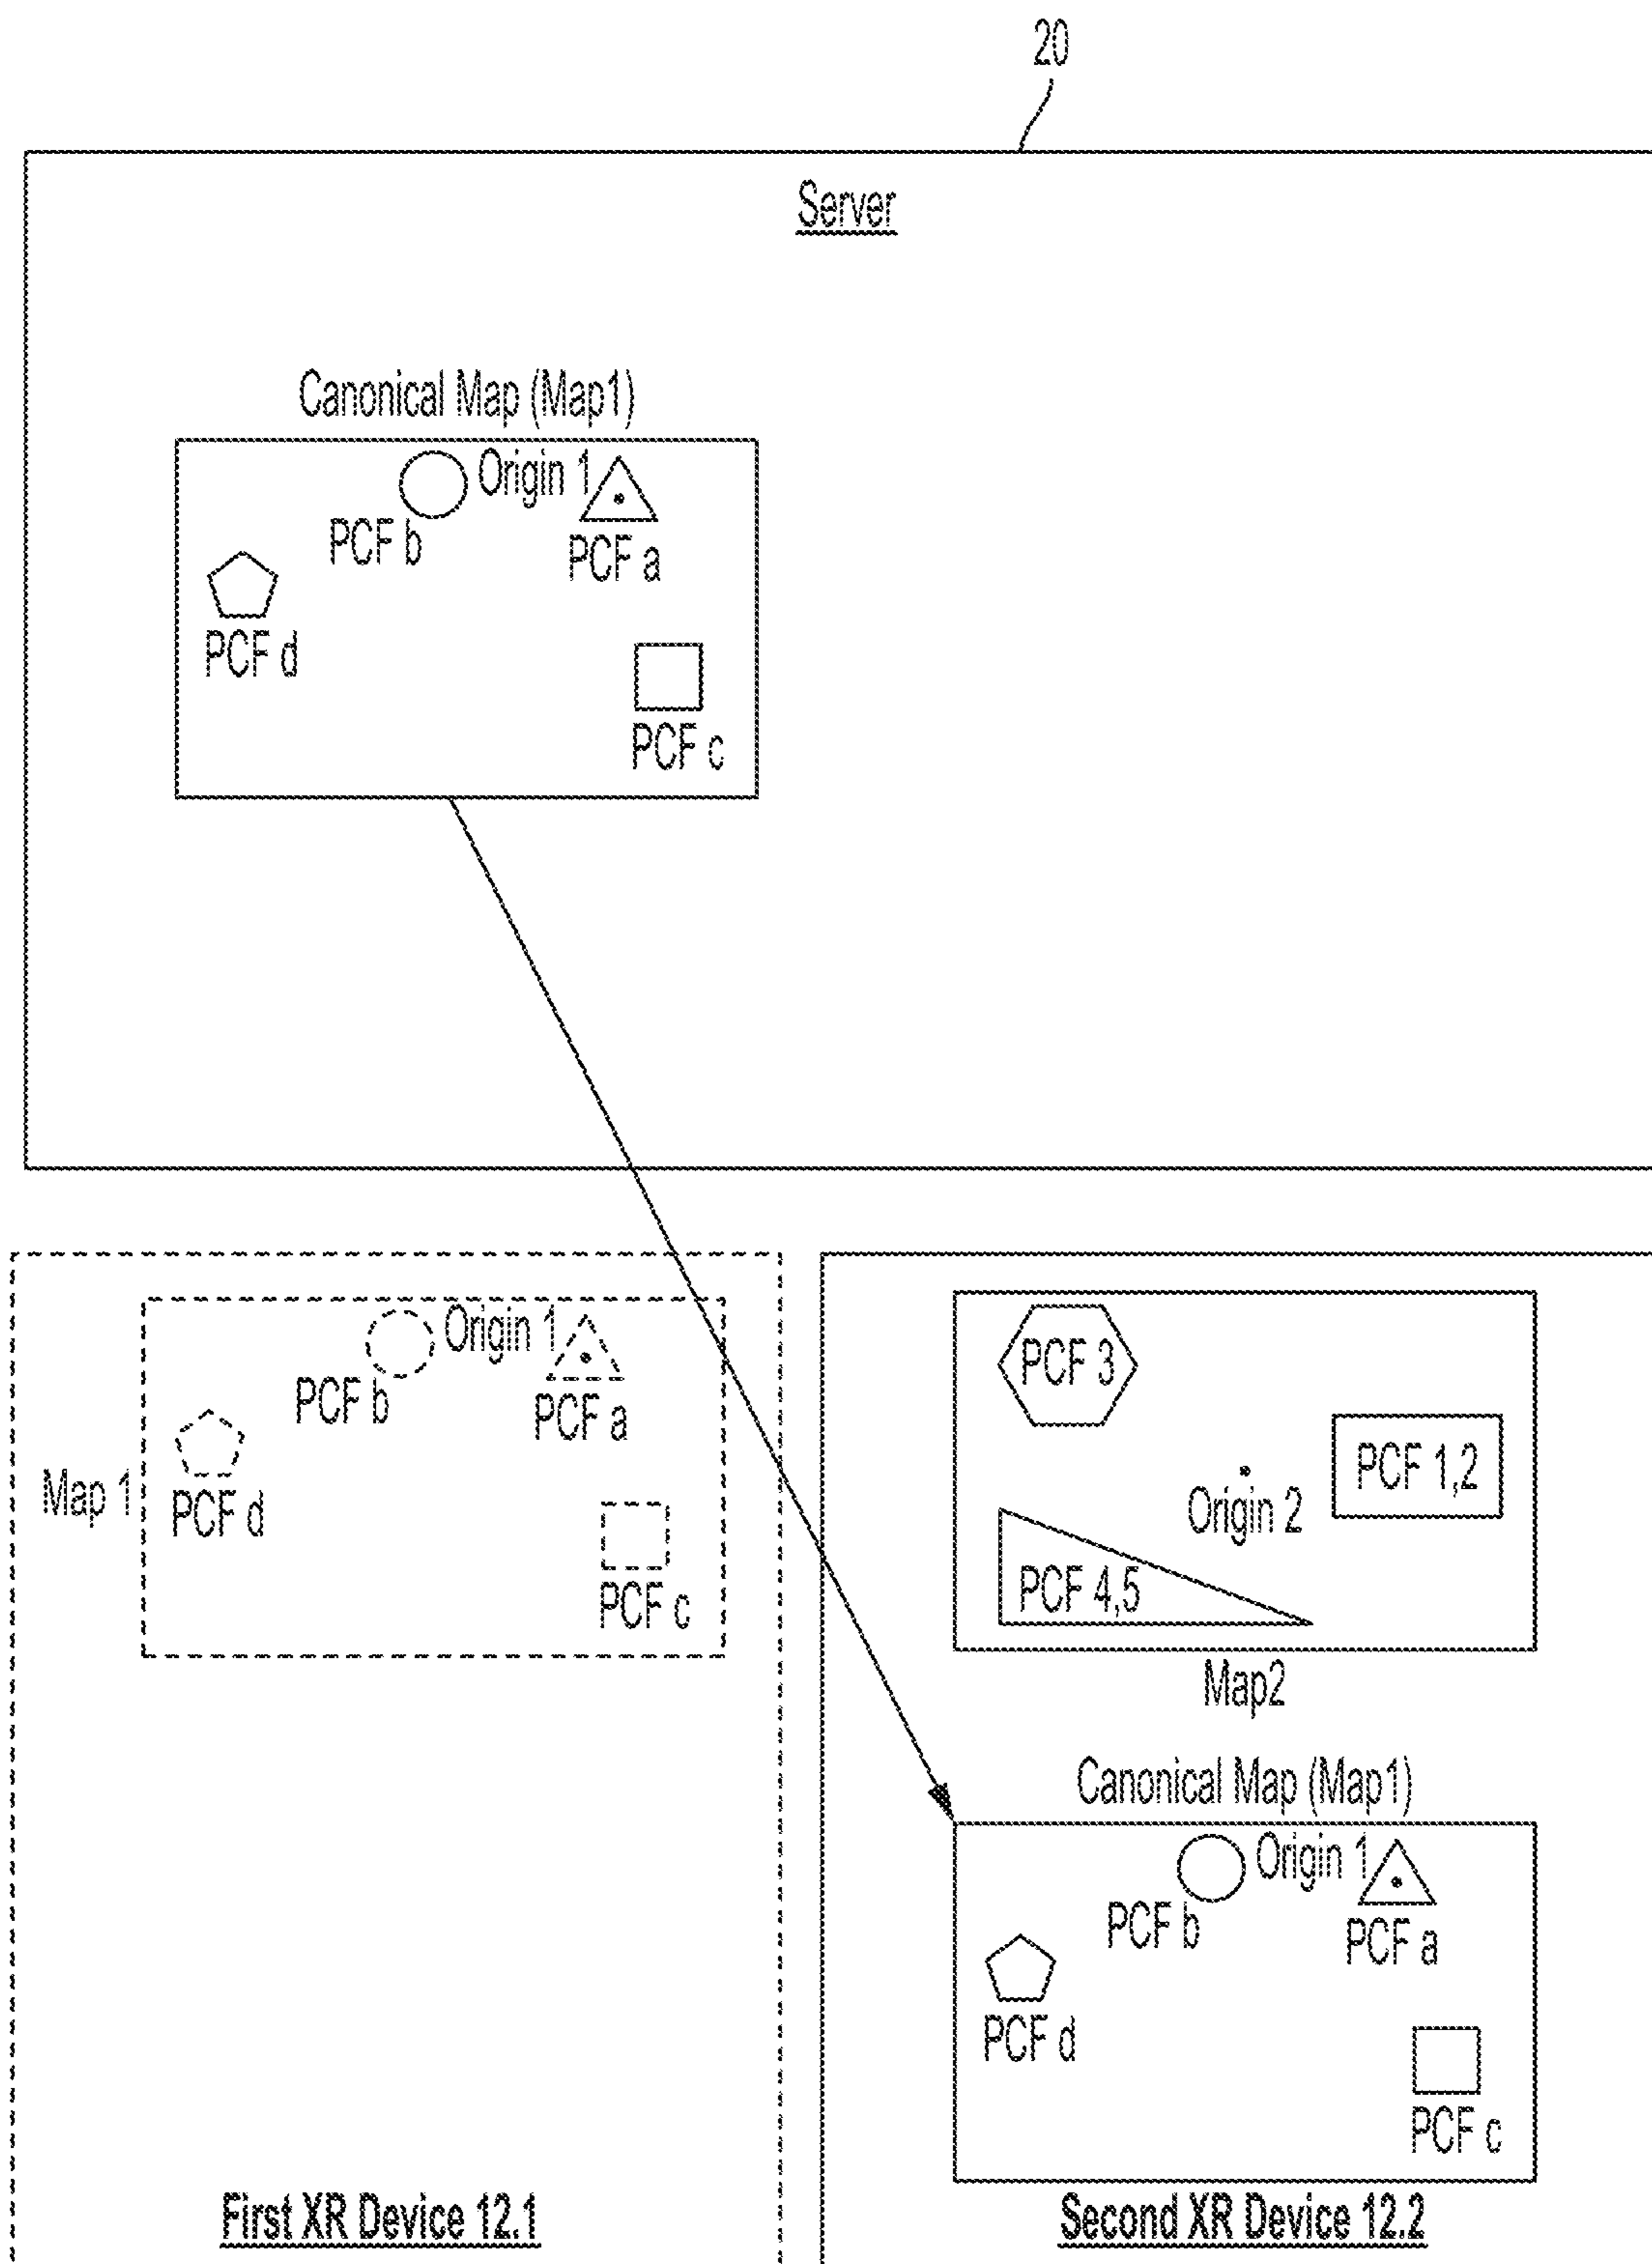 20
Server
Canonical Map (Map1)
Origin 1
PCF b
PCF a
PCF d
PCF c
Origin 1
PCF b
PCF a
Map 1
PCF d
PCF c
First XR Device 12.1
PCF 3
PCF 1,2
Origin 2
PCF 4,5
Map2
Canonical Map (Map1)
Origin 1
PCF b
PCF a
PCF d
PCF c
Second XR Device 12.2